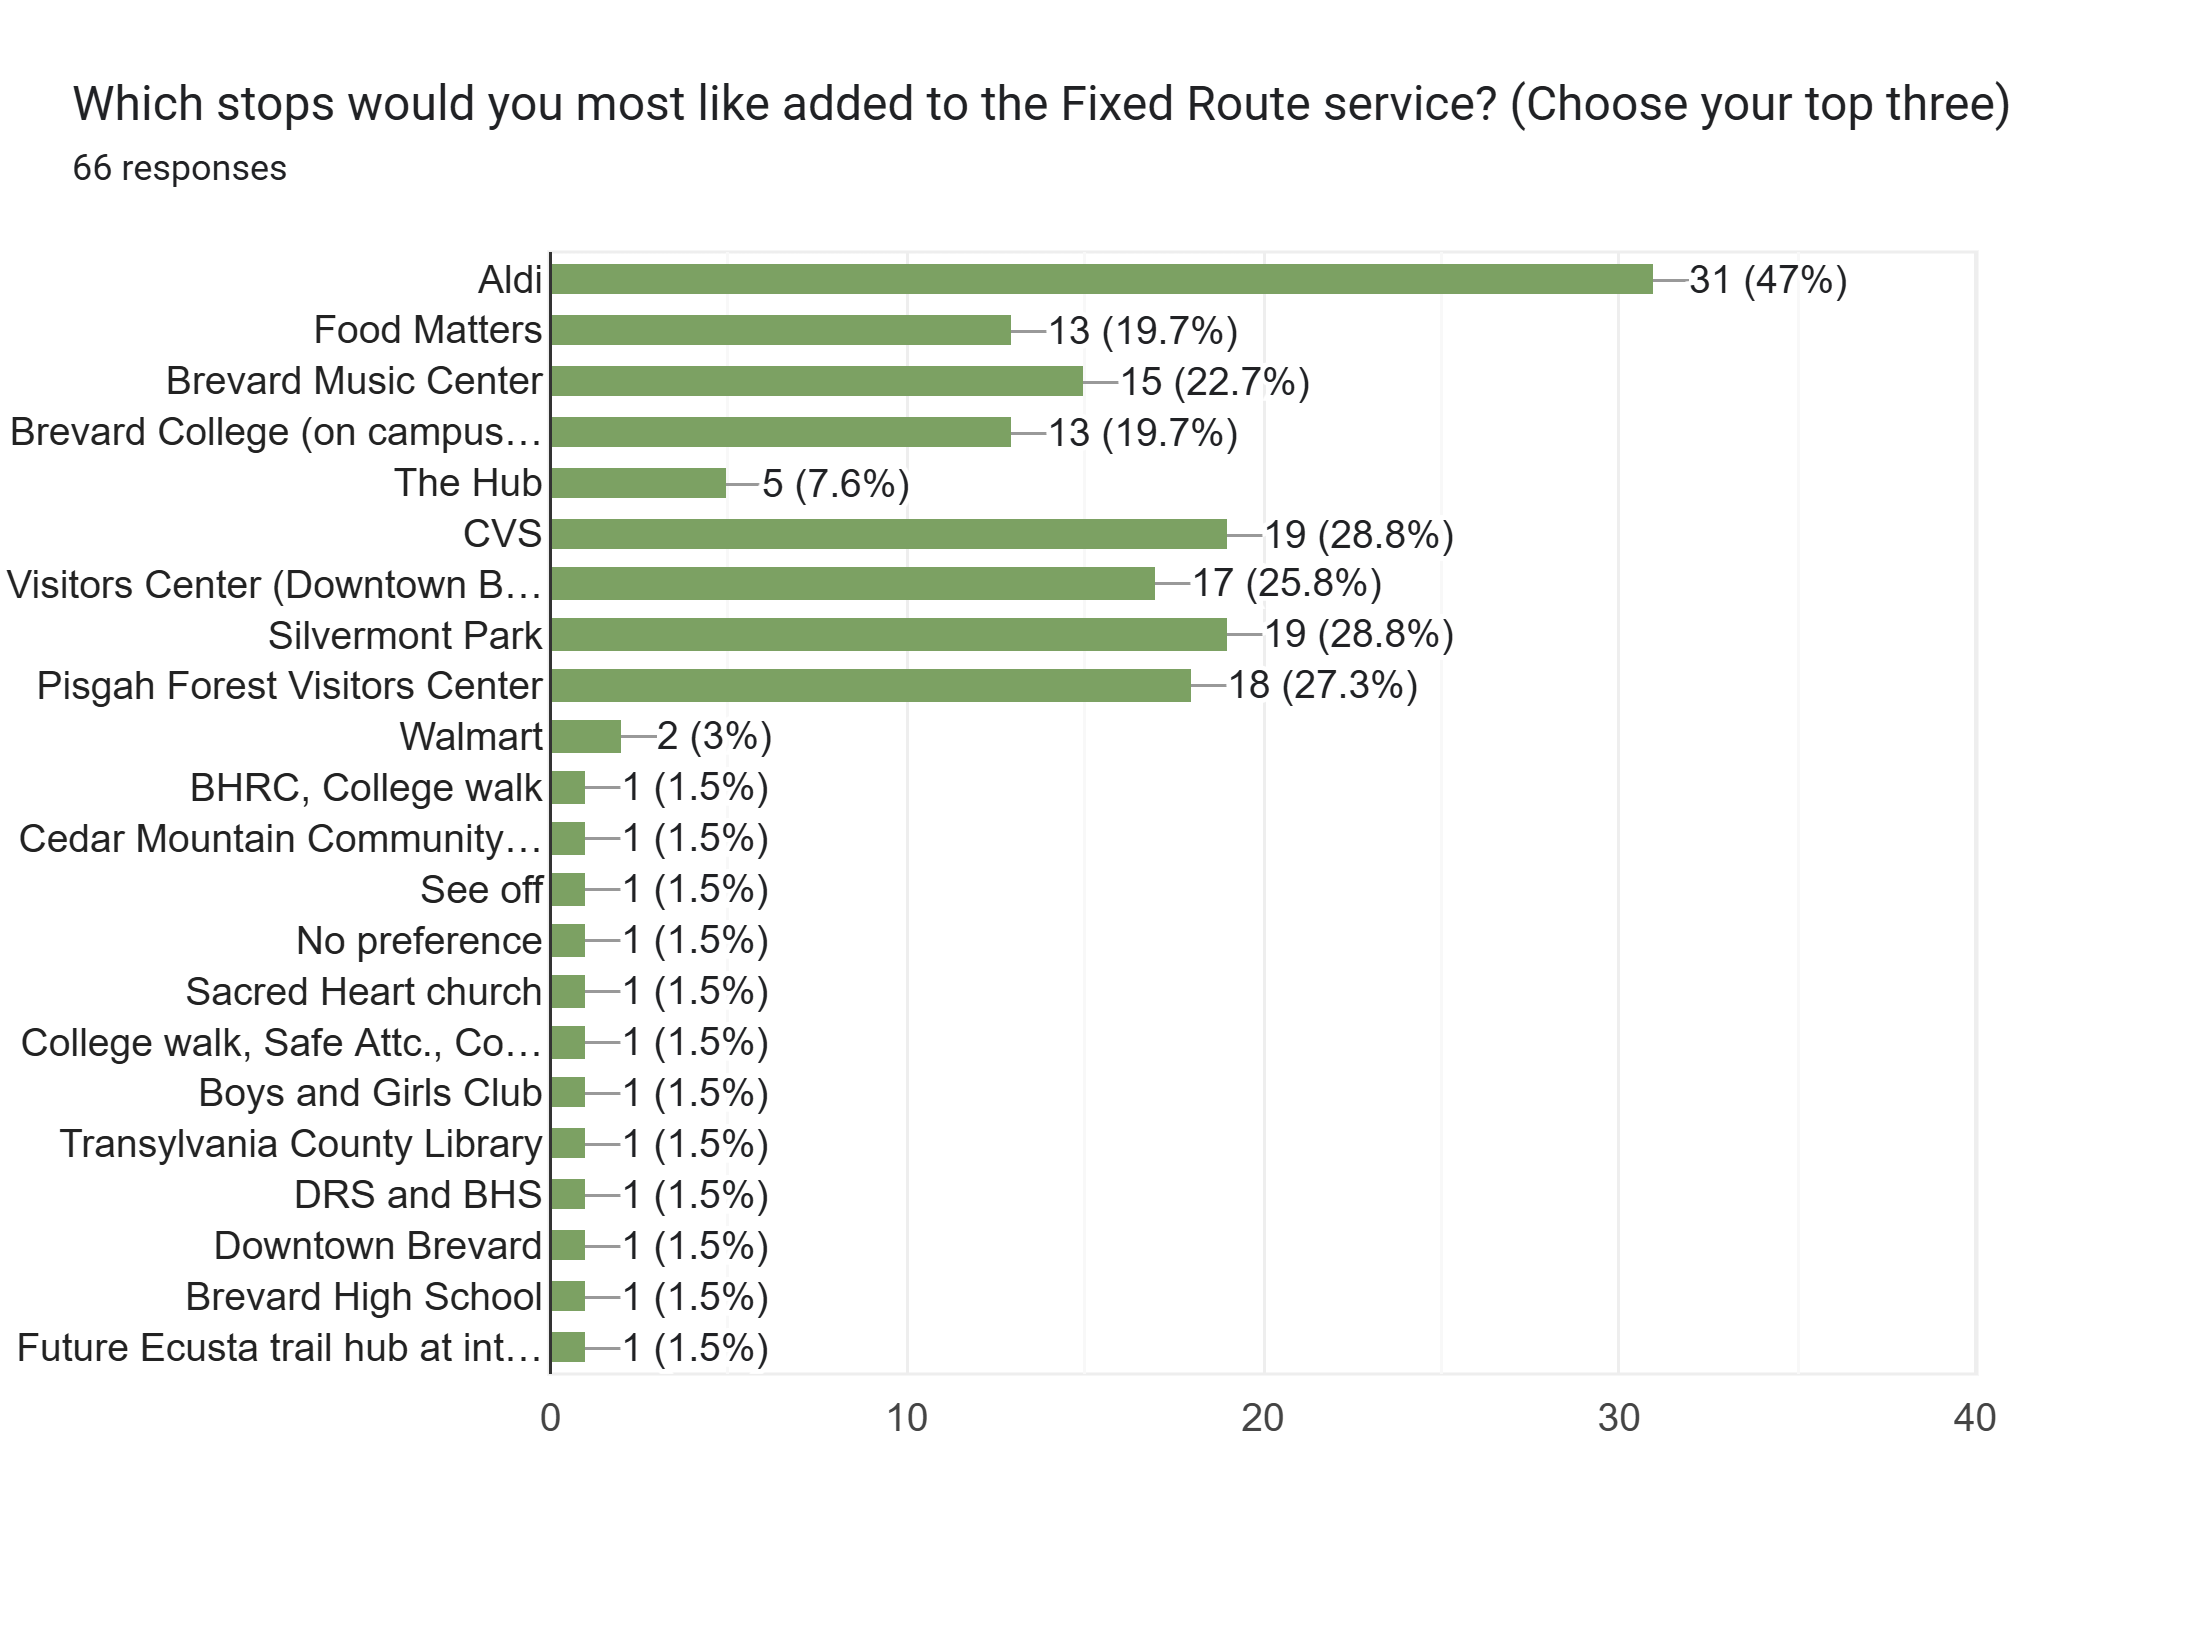 Which stops would you most like added to the Fixed Route service? (Choose your top three)
66 responses
Aldi 31 (47%)
Food Matters 13 (19.7%)
Brevard Music Center 15 (22.7%)
Brevard College (on campus… 13 (19.7%)
The Hub 5 (7.6%)
CVS 19 (28.8%)
Visitors Center (Downtown B… 17 (25.8%)
Silvermont Park 19 (28.8%)
Pisgah Forest Visitors Center 18 (27.3%)
Walmart 2 (3%)
BHRC, College walk 1 (1.5%)
Cedar Mountain Community… 1 (1.5%)
See off 1 (1.5%)
No preference 1 (1.5%)
Sacred Heart church 1 (1.5%)
College walk, Safe Attc., Co… 1 (1.5%)
Boys and Girls Club 1 (1.5%)
Transylvania County Library 1 (1.5%)
DRS and BHS 1 (1.5%)
Downtown Brevard 1 (1.5%)
Brevard High School 1 (1.5%)
Future Ecusta trail hub at int… 1 (1.5%)
0 10 20 30 40